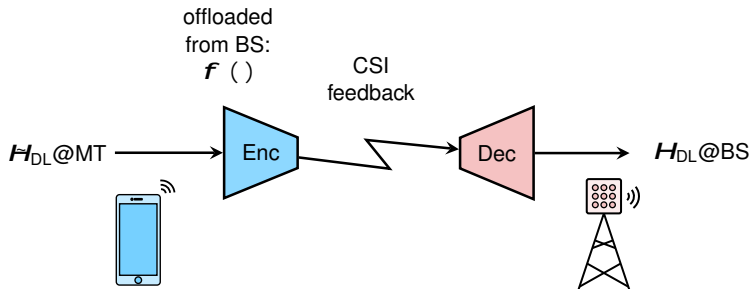 offloaded
from BS:
f ( )
CSI
feedback
H̃DL@MT
Enc
Dec
HDL@BS